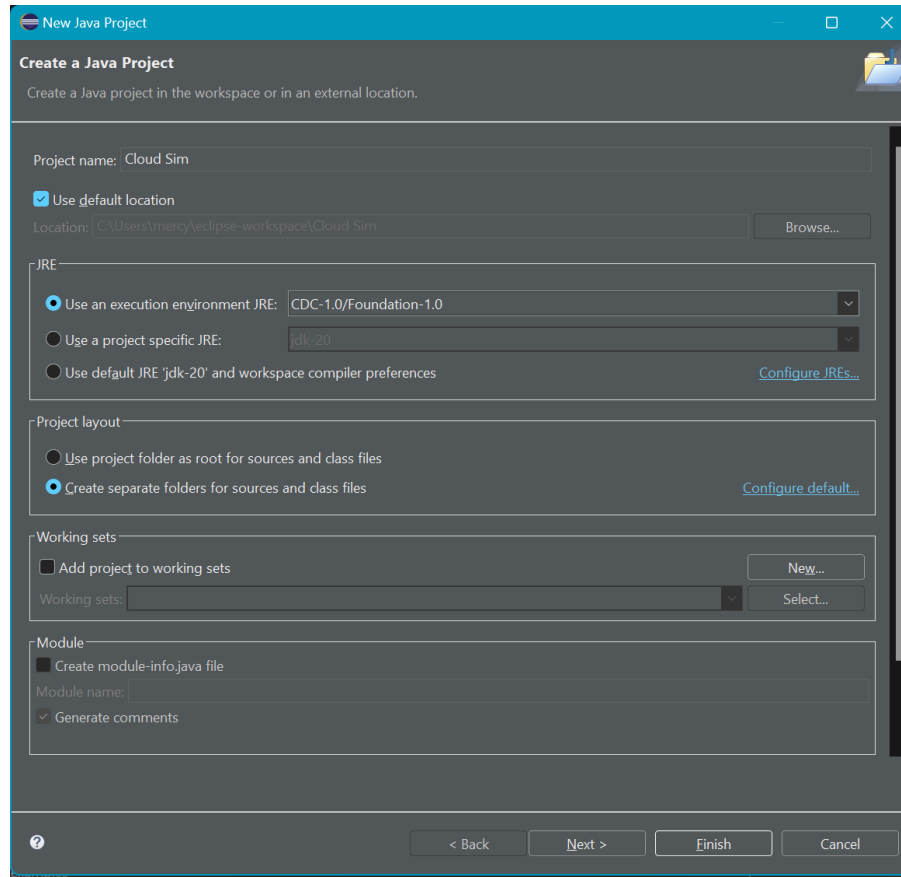 New Java Project
Create a Java Project
Create a Java project in the workspace or in an external location.
Project name: Cloud Sim
Use default location
Location: C:\Users\mercy\eclipse-workspace\Cloud Sim Browse...
JRE
Use an execution environment JRE: CDC-1.0/Foundation-1.0
Use a project specific JRE: jdk-20
Use default JRE 'jdk-20' and workspace compiler preferences Configure JREs...
Project layout
Use project folder as root for sources and class files
Create separate folders for sources and class files Configure default...
Working sets
Add project to working sets New...
Working sets: Select...
Module
Create module-info.java file
Module name:
Generate comments
? < Back Next > Finish Cancel